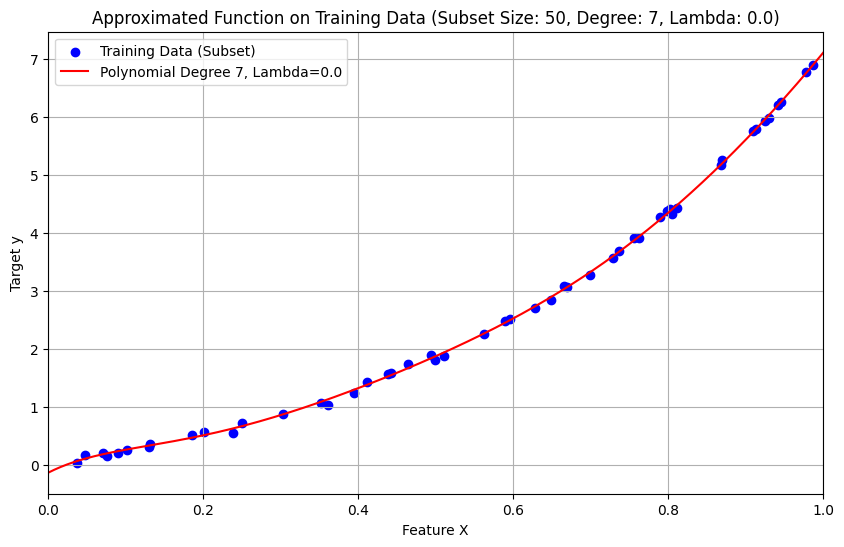 Approximated Function on Training Data (Subset Size: 50, Degree: 7, Lambda: 0.0)
Training Data (Subset)
Polynomial Degree 7, Lambda=0.0
7
6
5
4
3
2
1
0
Target y
0.0 0.2 0.4 0.6 0.8 1.0
Feature X